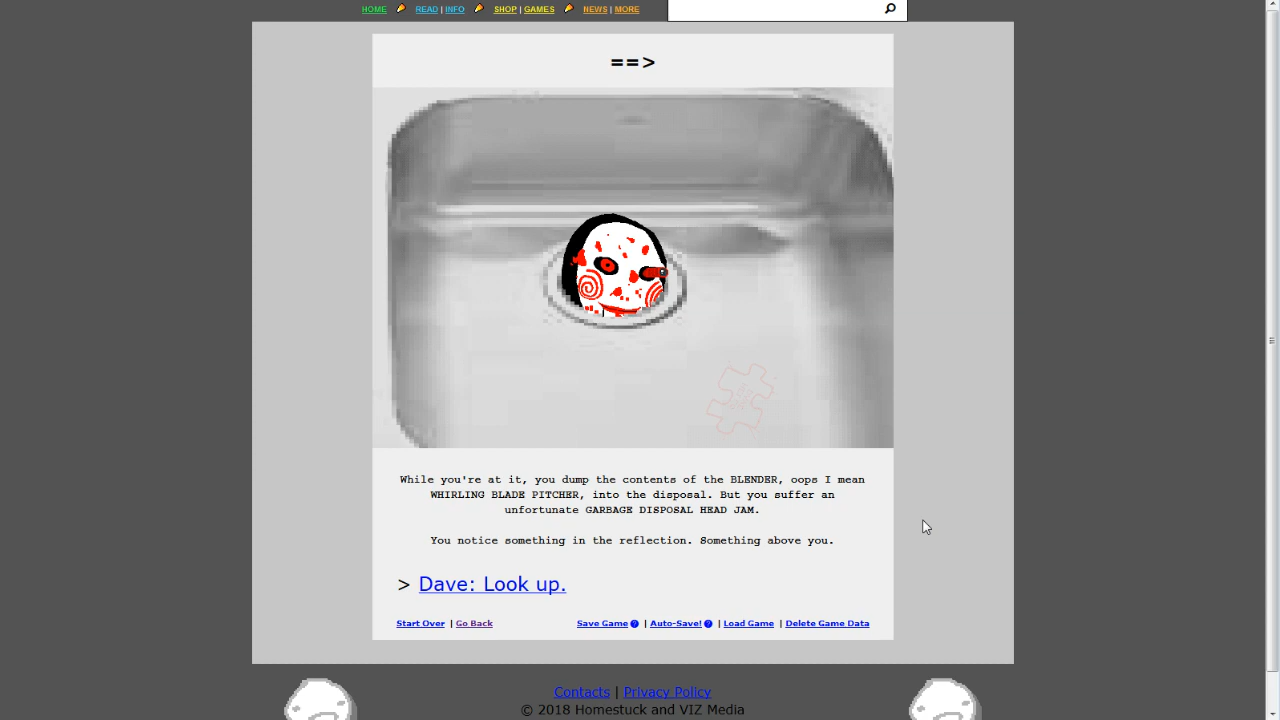 HOME READ | INFO SHOP | GAMES NEWS | MORE
==>
While you're at it, you dump the contents of the BLENDER, oops I mean
WHIRLING BLADE PITCHER, into the disposal. But you suffer an
unfortunate GARBAGE DISPOSAL HEAD JAM.
You notice something in the reflection. Something above you.
> Dave: Look up.
Start Over | Go Back Save Game ? | Auto-Save! ? | Load Game | Delete Game Data
Contacts | Privacy Policy
© 2018 Homestuck and VIZ Media